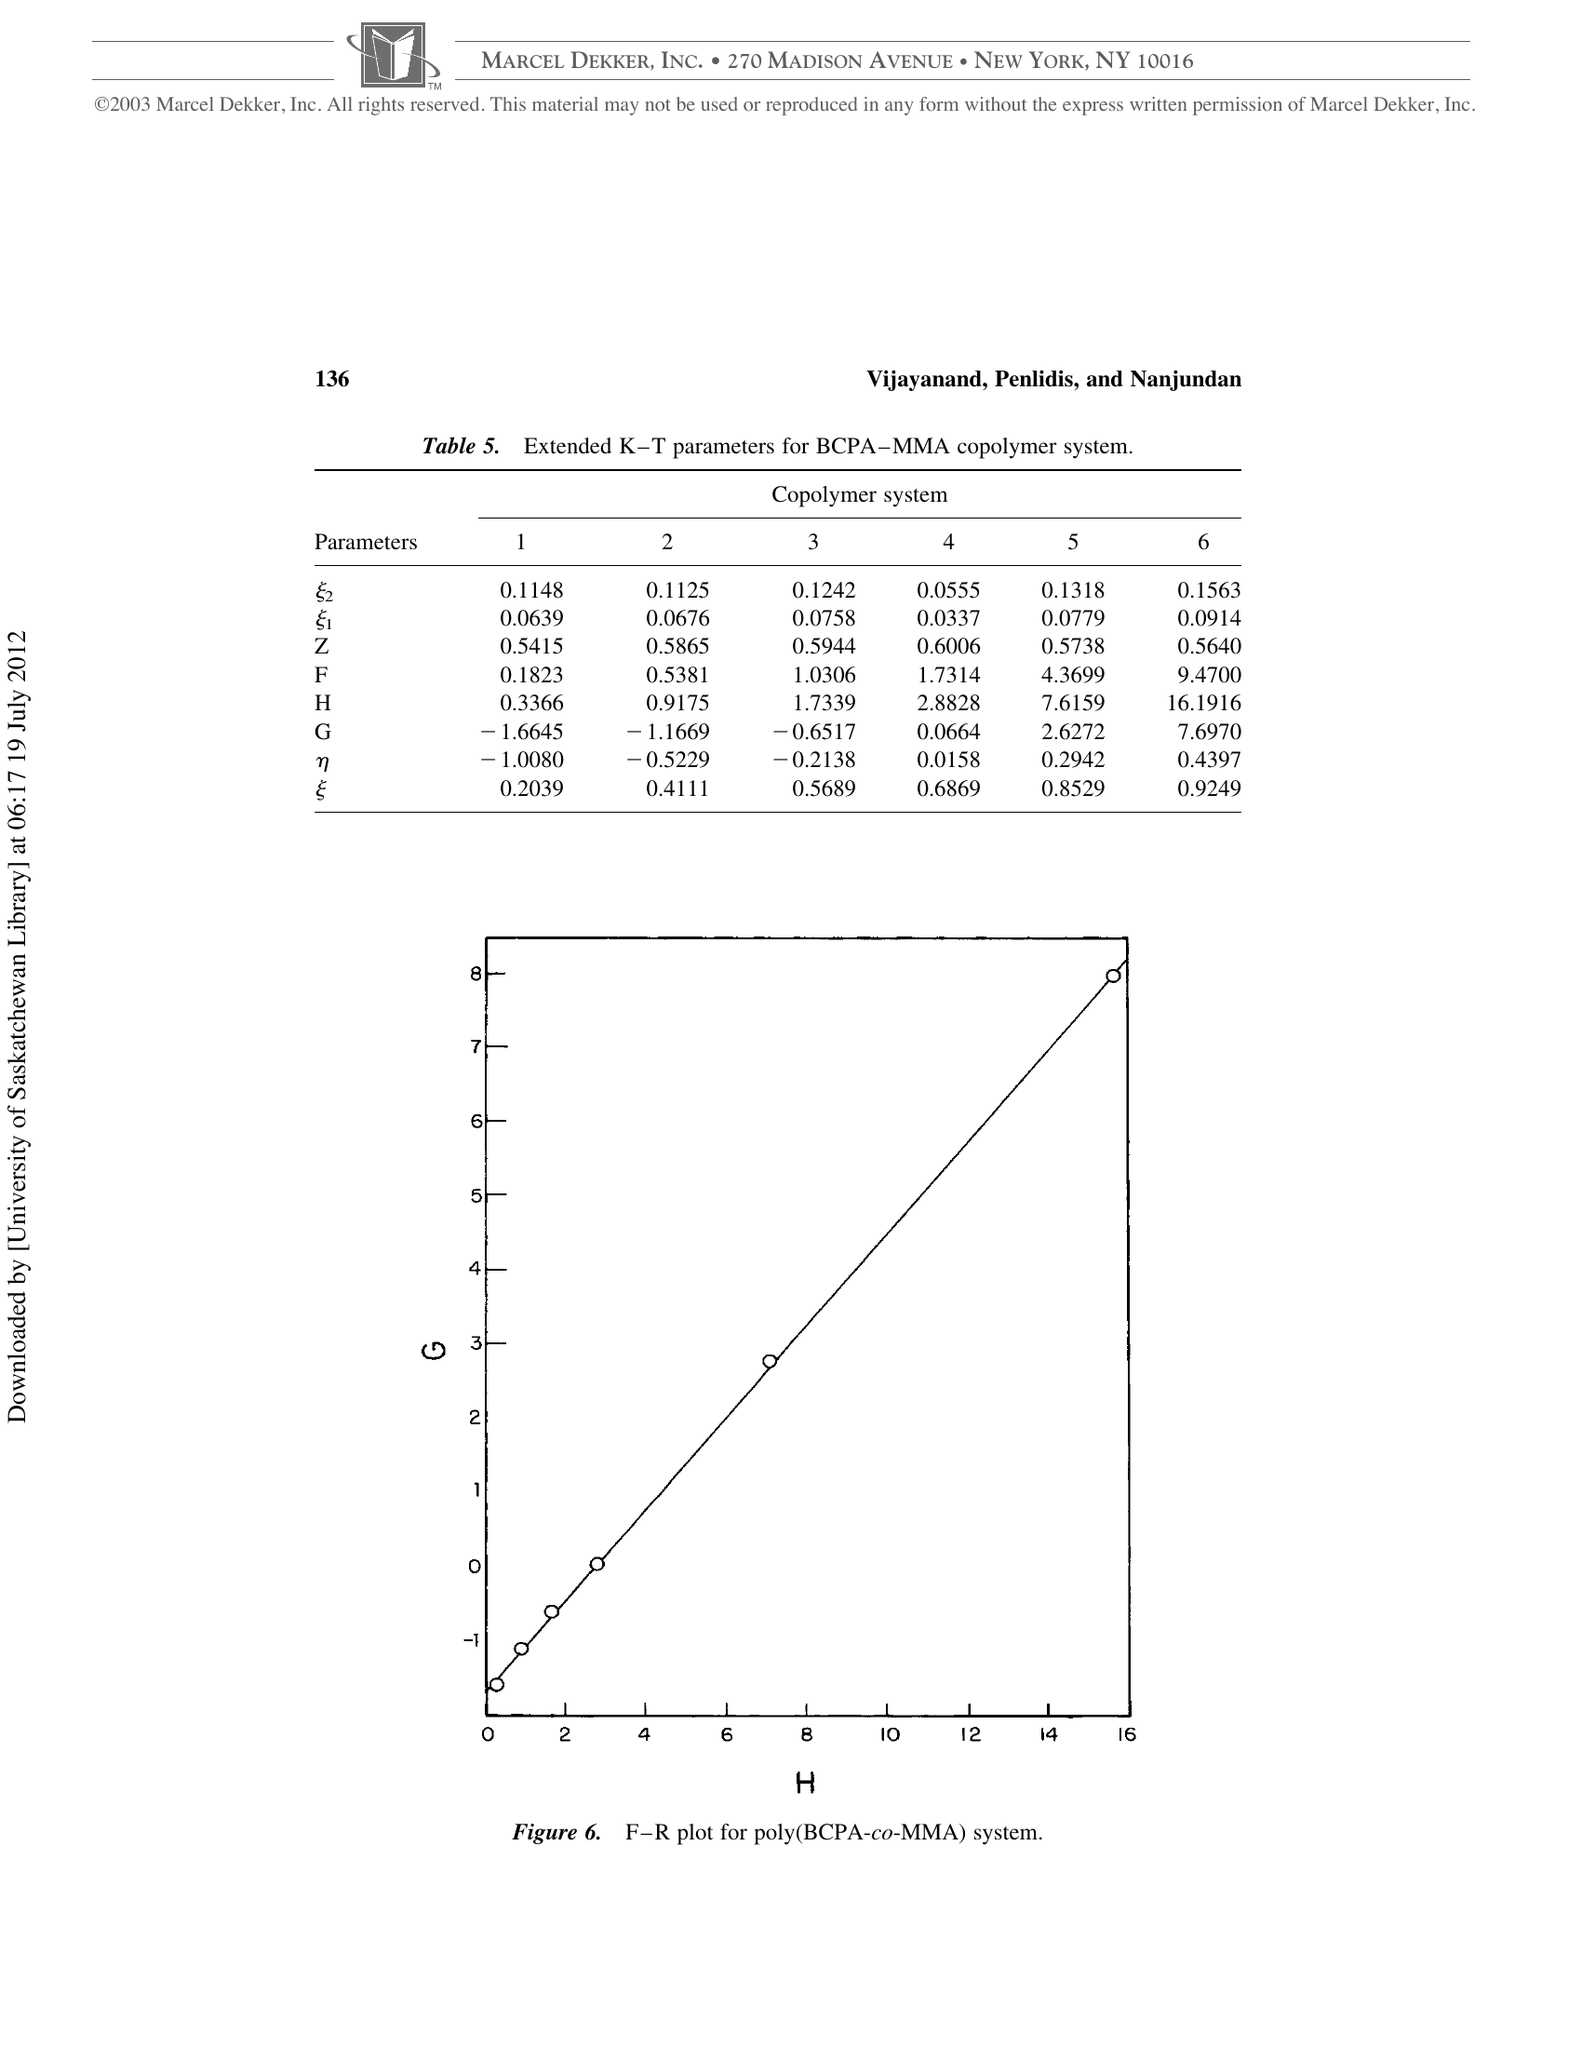 MARCEL DEKKER, INC. • 270 MADISON AVENUE • NEW YORK, NY 10016
TM
©2003 Marcel Dekker, Inc. All rights reserved. This material may not be used or reproduced in any form without the express written permission of Marcel Dekker, Inc.
136 Vijayanand, Penlidis, and Nanjundan
Table 5. Extended K–T parameters for BCPA–MMA copolymer system.
Copolymer system
Parameters 1 2 3 4 5 6
ξ2 0.1148 0.1125 0.1242 0.0555 0.1318 0.1563
ξ1 0.0639 0.0676 0.0758 0.0337 0.0779 0.0914
Z 0.5415 0.5865 0.5944 0.6006 0.5738 0.5640
F 0.1823 0.5381 1.0306 1.7314 4.3699 9.4700
H 0.3366 0.9175 1.7339 2.8828 7.6159 16.1916
G −1.6645 −1.1669 −0.6517 0.0664 2.6272 7.6970
η −1.0080 −0.5229 −0.2138 0.0158 0.2942 0.4397
ξ 0.2039 0.4111 0.5689 0.6869 0.8529 0.9249
8
7
6
5
4
3
2
1
0
-1
G
0 2 4 6 8 10 12 14 16
H
Figure 6. F–R plot for poly(BCPA-co-MMA) system.
Downloaded by [University of Saskatchewan Library] at 06:17 19 July 2012